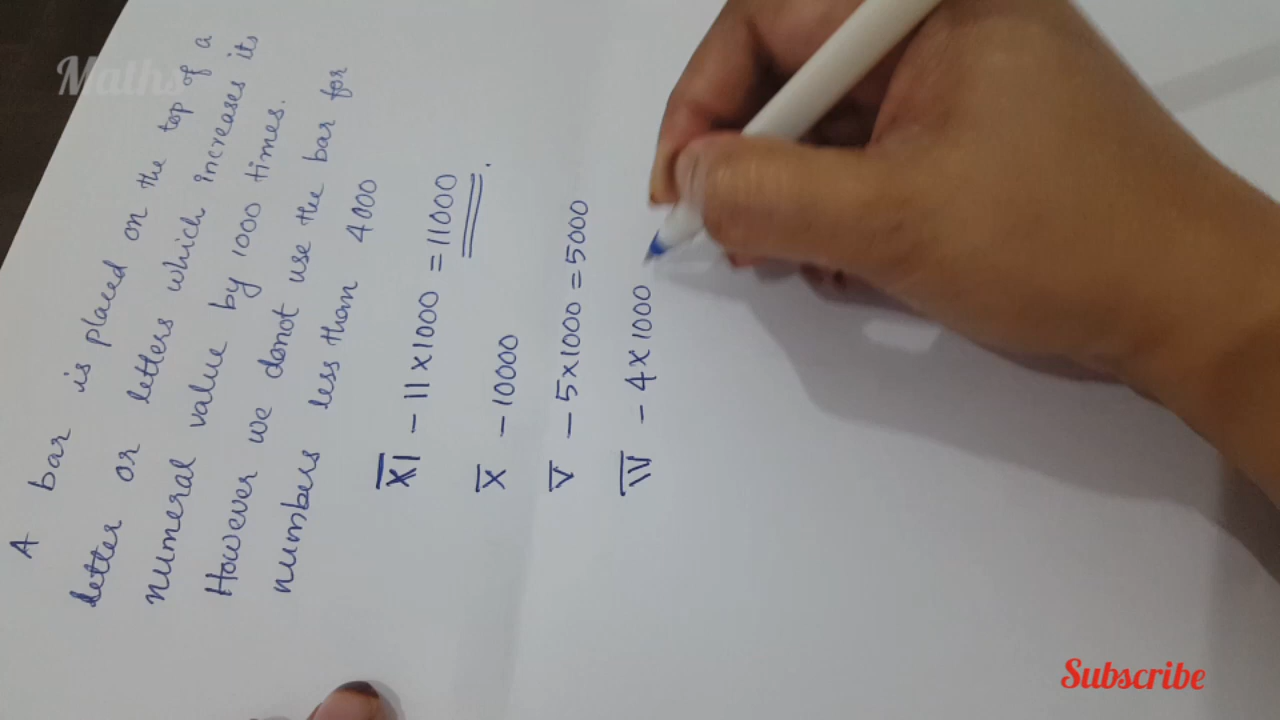 Maths
A bar is placed on the top of a
letter or letters which increases its
numeral value by 1000 times.
However we donot use the bar for
numbers less than 4000
X̅I̅ - 11×1000 = 11000
X̅ - 10000
V̅ - 5×1000 = 5000
I̅V̅ - 4×1000
Subscribe